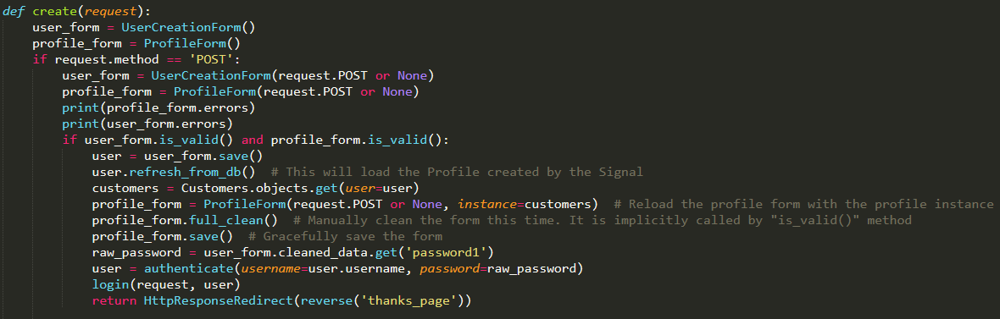 def create(request):
    user_form = UserCreationForm()
    profile_form = ProfileForm()
    if request.method == 'POST':
        user_form = UserCreationForm(request.POST or None)
        profile_form = ProfileForm(request.POST or None)
        print(profile_form.errors)
        print(user_form.errors)
        if user_form.is_valid() and profile_form.is_valid():
            user = user_form.save()
            user.refresh_from_db()  # This will load the Profile created by the Signal
            customers = Customers.objects.get(user=user)
            profile_form = ProfileForm(request.POST or None, instance=customers)  # Reload the profile form with the profile instance
            profile_form.full_clean()  # Manually clean the form this time. It is implicitly called by "is_valid()" method
            profile_form.save()  # Gracefully save the form
            raw_password = user_form.cleaned_data.get('password1')
            user = authenticate(username=user.username, password=raw_password)
            login(request, user)
            return HttpResponseRedirect(reverse('thanks_page'))